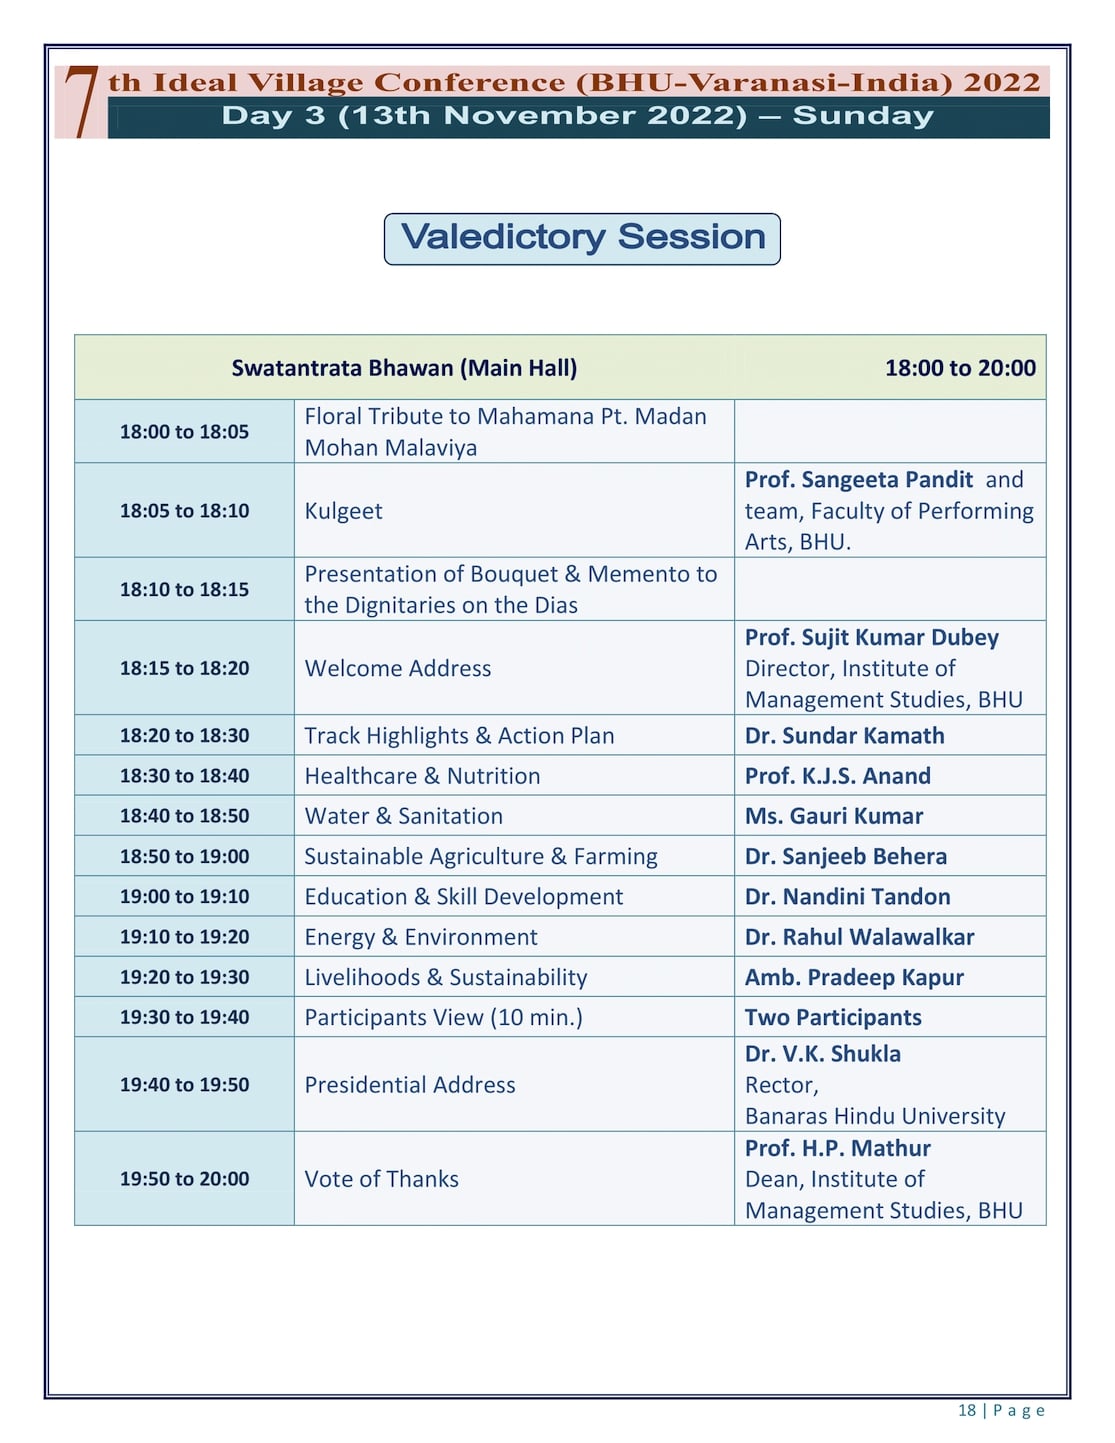 7th Ideal Village Conference (BHU-Varanasi-India) 2022
Day 3 (13th November 2022) – Sunday
Valedictory Session
Swatantrata Bhawan (Main Hall) 18:00 to 20:00
18:00 to 18:05
Floral Tribute to Mahamana Pt. Madan
Mohan Malaviya
18:05 to 18:10
Kulgeet
Prof. Sangeeta Pandit and
team, Faculty of Performing
Arts, BHU.
18:10 to 18:15
Presentation of Bouquet & Memento to
the Dignitaries on the Dias
18:15 to 18:20
Welcome Address
Prof. Sujit Kumar Dubey
Director, Institute of
Management Studies, BHU
18:20 to 18:30 Track Highlights & Action Plan Dr. Sundar Kamath
18:30 to 18:40 Healthcare & Nutrition Prof. K.J.S. Anand
18:40 to 18:50 Water & Sanitation Ms. Gauri Kumar
18:50 to 19:00 Sustainable Agriculture & Farming Dr. Sanjeeb Behera
19:00 to 19:10 Education & Skill Development Dr. Nandini Tandon
19:10 to 19:20 Energy & Environment Dr. Rahul Walawalkar
19:20 to 19:30 Livelihoods & Sustainability Amb. Pradeep Kapur
19:30 to 19:40 Participants View (10 min.) Two Participants
19:40 to 19:50
Presidential Address
Dr. V.K. Shukla
Rector,
Banaras Hindu University
19:50 to 20:00
Vote of Thanks
Prof. H.P. Mathur
Dean, Institute of
Management Studies, BHU
18 | P a g e